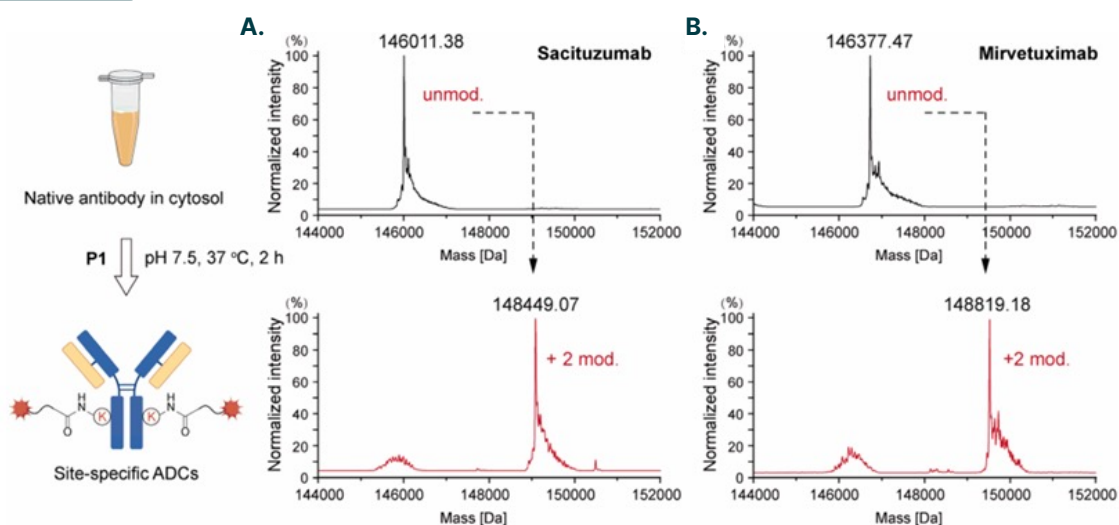 A.
B.
Native antibody in cytosol
P1
pH 7.5, 37 °C, 2 h
K
K
N
H
O
H
N
O
Site-specific ADCs
(%)
146011.38
Sacituzumab
unmod.
Normalized intensity
100
80
60
40
20
0
144000 146000 148000 150000 152000
Mass [Da]
(%)
146377.47
Mirvetuximab
unmod.
Normalized intensity
100
80
60
40
20
0
144000 146000 148000 150000 152000
Mass [Da]
(%)
148449.07
+ 2 mod.
Normalized intensity
100
80
60
40
20
0
144000 146000 148000 150000 152000
Mass [Da]
(%)
148819.18
+2 mod.
Normalized intensity
100
80
60
40
20
0
144000 146000 148000 150000 152000
Mass [Da]